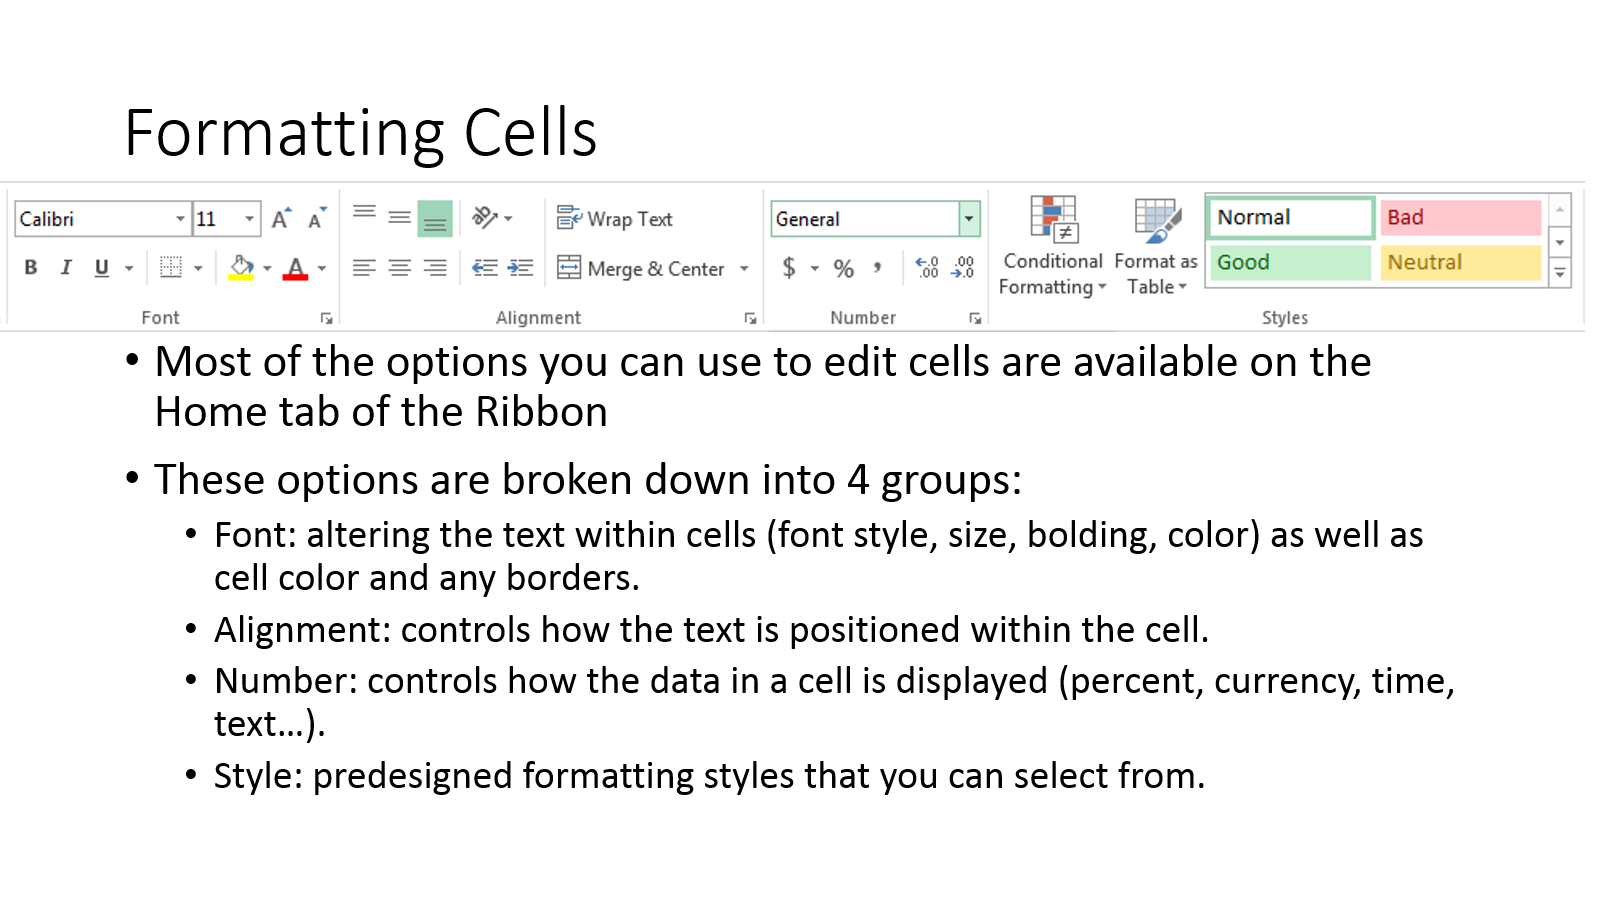 Formatting Cells
Calibri 11 A A Wrap Text General Normal Bad
B I U A Merge & Center $ % , .0 .00 .00 .0 Conditional Formatting Format as Table Good Neutral
Font Alignment Number Styles
• Most of the options you can use to edit cells are available on the
Home tab of the Ribbon
• These options are broken down into 4 groups:
• Font: altering the text within cells (font style, size, bolding, color) as well as
cell color and any borders.
• Alignment: controls how the text is positioned within the cell.
• Number: controls how the data in a cell is displayed (percent, currency, time,
text…).
• Style: predesigned formatting styles that you can select from.